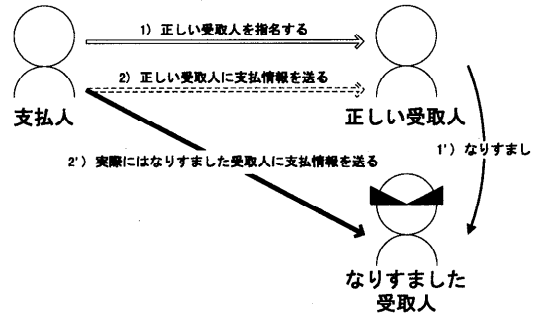 1）正しい受取人を指名する
2）正しい受取人に支払情報を送る
支払人
正しい受取人
1'）なりすまし
2'）実際にはなりすました受取人に支払情報を送る
なりすました
受取人